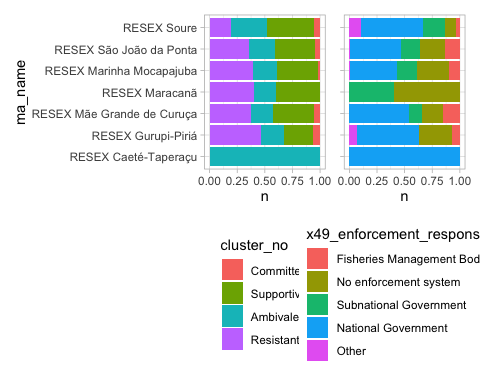 ma_name
RESEX Soure
RESEX São João da Ponta
RESEX Marinha Mocapajuba
RESEX Maracanã
RESEX Mãe Grande de Curuça
RESEX Gurupi-Piriá
RESEX Caeté-Taperaçu
0.00 0.25 0.50 0.75 1.00 0.00 0.25 0.50 0.75 1.00
n n
cluster_no
Committe
Supportiv
Ambivale
Resistant
x49_enforcement_respons
Fisheries Management Bod
No enforcement system
Subnational Government
National Government
Other